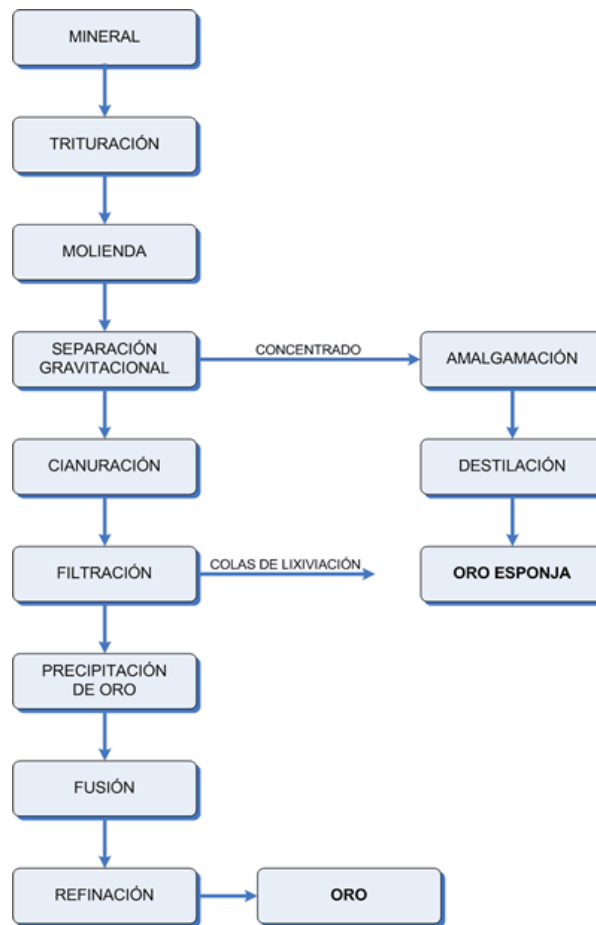 MINERAL
TRITURACIÓN
MOLIENDA
SEPARACIÓN
GRAVITACIONAL
CONCENTRADO
AMALGAMACIÓN
CIANURACIÓN
DESTILACIÓN
FILTRACIÓN
COLAS DE LIXIVIACIÓN
ORO ESPONJA
PRECIPITACIÓN
DE ORO
FUSIÓN
REFINACIÓN
ORO